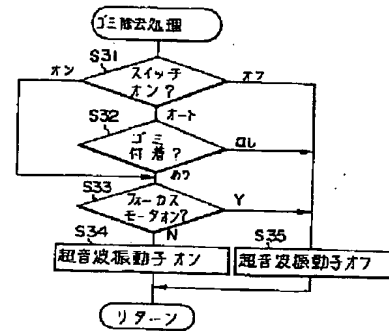 ゴミ除去処理
S31
オン
スイッチ
オン?
オフ
S32
オート
ゴミ
付着?
なし
あり
S33
フォーカス
モータオン?
Y
S34
N
S35
超音波振動子オン
超音波振動子オフ
リターン